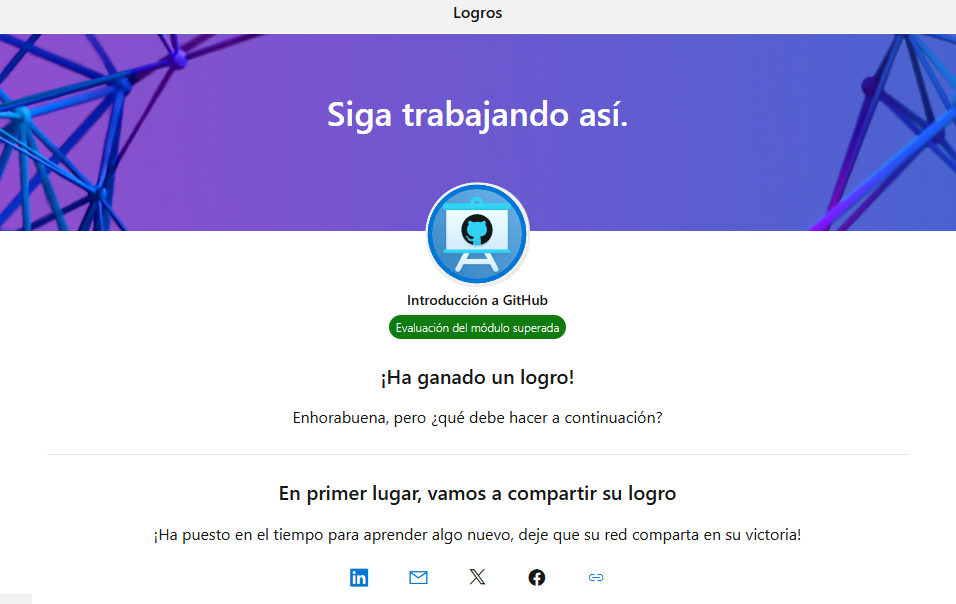 Logros
Siga trabajando así.
Introducción a GitHub
Evaluación del módulo superada
¡Ha ganado un logro!
Enhorabuena, pero ¿qué debe hacer a continuación?
En primer lugar, vamos a compartir su logro
¡Ha puesto en el tiempo para aprender algo nuevo, deje que su red comparta en su victoria!